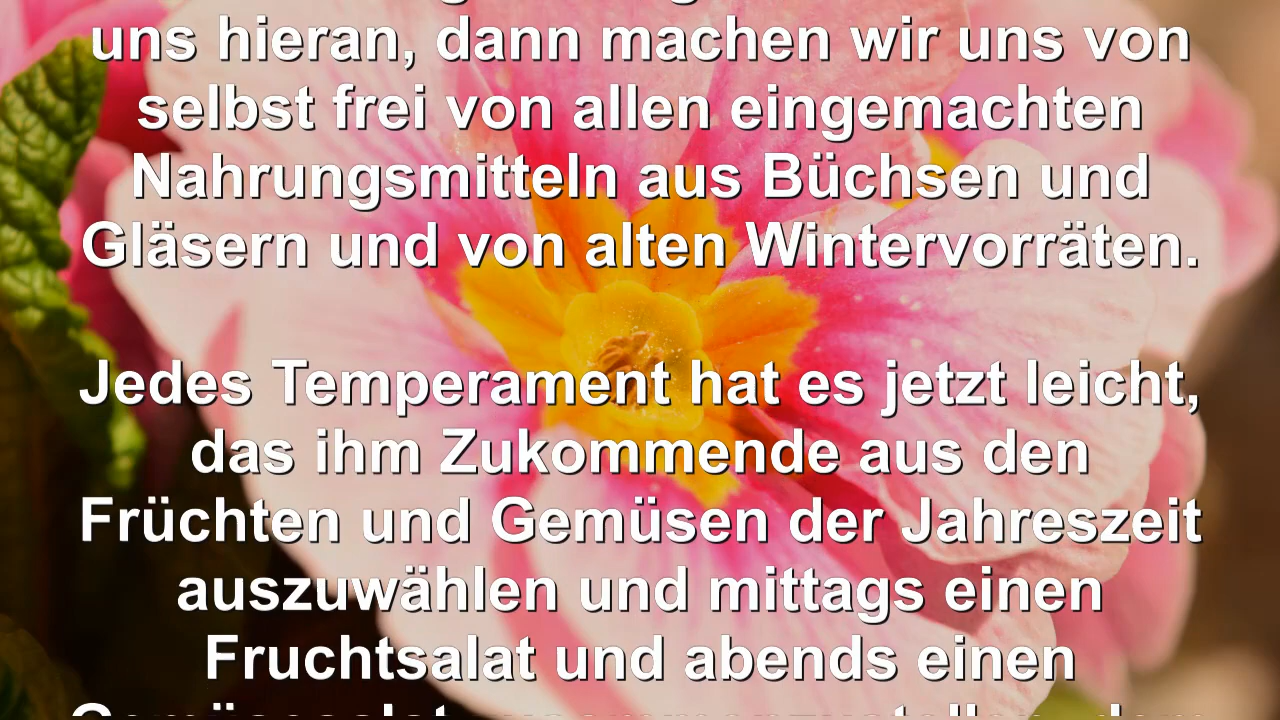 uns hieran, dann machen wir uns von
selbst frei von allen eingemachten
Nahrungsmitteln aus Büchsen und
Gläsern und von alten Wintervorräten.
Jedes Temperament hat es jetzt leicht,
das ihm Zukommende aus den
Früchten und Gemüsen der Jahreszeit
auszuwählen und mittags einen
Fruchtsalat und abends einen